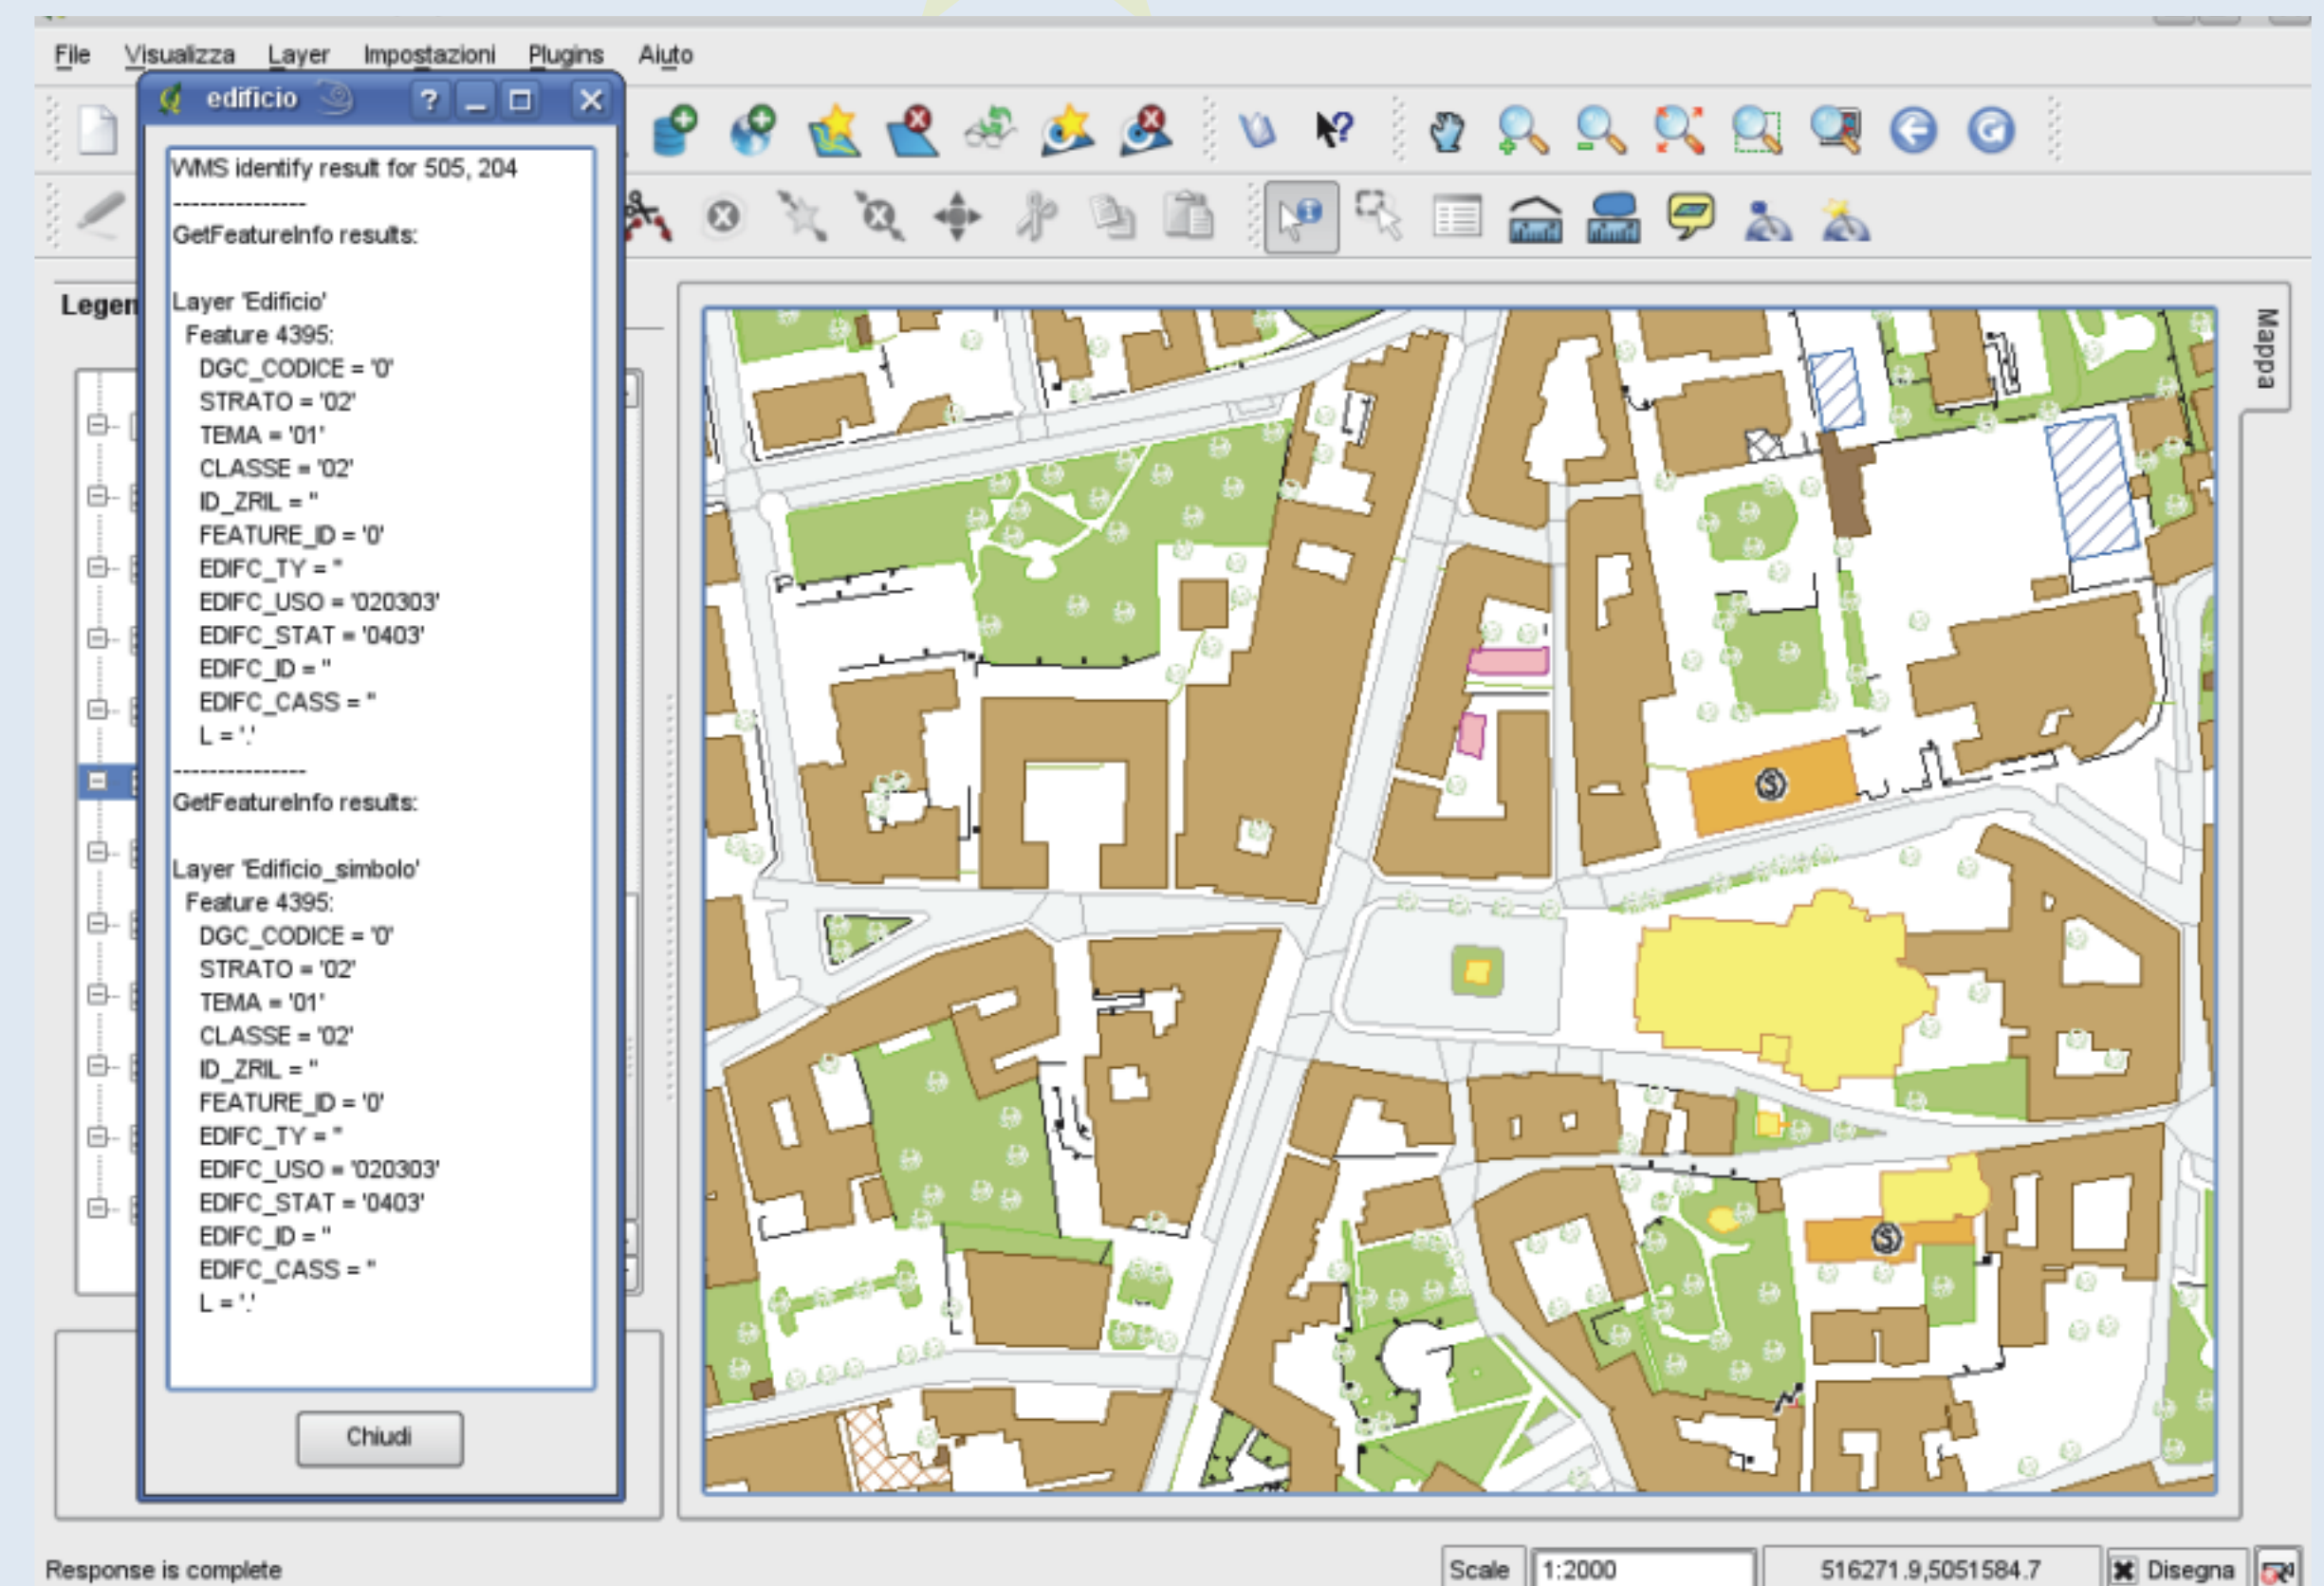 File Visualizza Layer Impostazioni Plugins Aiuto
edificio
WMS identify result for 505, 204
---------------
GetFeatureInfo results:
Layer 'Edificio'
Feature 4395:
DGC_CODICE = '0'
STRATO = '02'
TEMA = '01'
CLASSE = '02'
ID_ZRIL = ''
FEATURE_ID = '0'
EDIFC_TY = ''
EDIFC_USO = '020303'
EDIFC_STAT = '0403'
EDIFC_ID = ''
EDIFC_CASS = ''
L = '.'
---------------
GetFeatureInfo results:
Layer 'Edificio_simbolo'
Feature 4395:
DGC_CODICE = '0'
STRATO = '02'
TEMA = '01'
CLASSE = '02'
ID_ZRIL = ''
FEATURE_ID = '0'
EDIFC_TY = ''
EDIFC_USO = '020303'
EDIFC_STAT = '0403'
EDIFC_ID = ''
EDIFC_CASS = ''
L = '.'
Chiudi
Legen
Mappa
P
S
S
Response is complete
Scale 1:2000 516271.9,5051584.7 Disegna